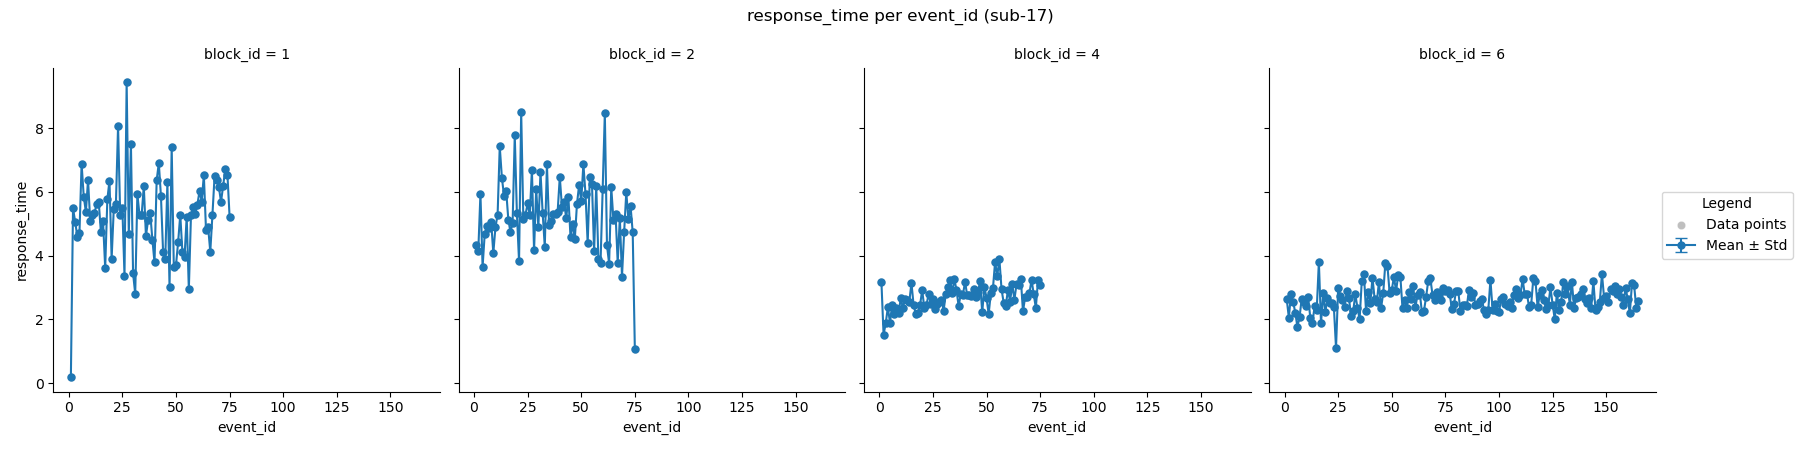 response_time per event_id (sub-17)
block_id = 1
block_id = 2
block_id = 4
block_id = 6
response_time
8
6
4
2
0
0 25 50 75 100 125 150
0 25 50 75 100 125 150
0 25 50 75 100 125 150
0 25 50 75 100 125 150
event_id
event_id
event_id
event_id
Legend
Data points
Mean ± Std